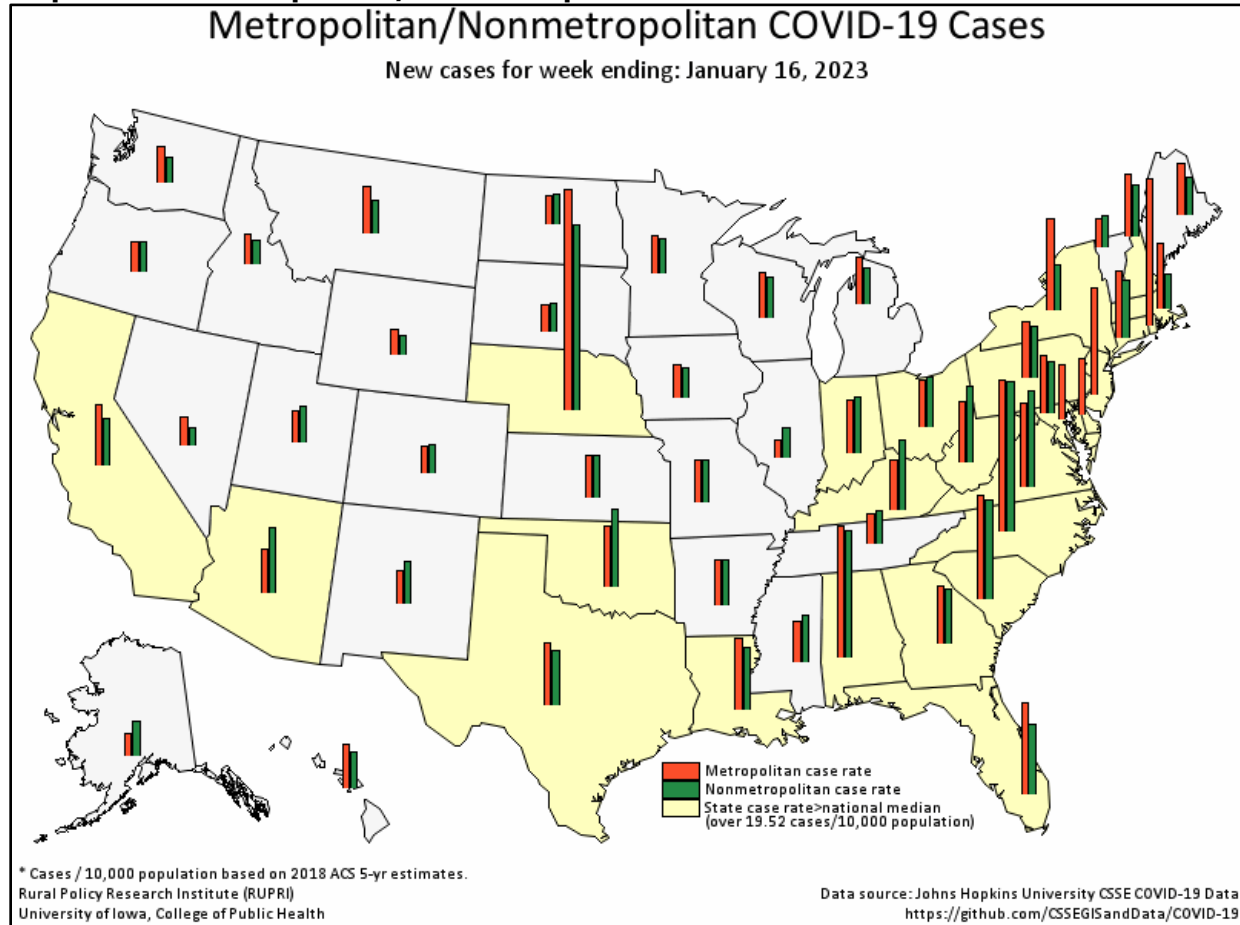 Metropolitan/Nonmetropolitan COVID-19 Cases
New cases for week ending: January 16, 2023
Metropolitan case rate
Nonmetropolitan case rate
State case rate>national median
(over 19.52 cases/10,000 population)
* Cases / 10,000 population based on 2018 ACS 5-yr estimates.
Rural Policy Research Institute (RUPRI)
University of Iowa, College of Public Health
Data source: Johns Hopkins University CSSE COVID-19 Data
https://github.com/CSSEGISandData/COVID-19